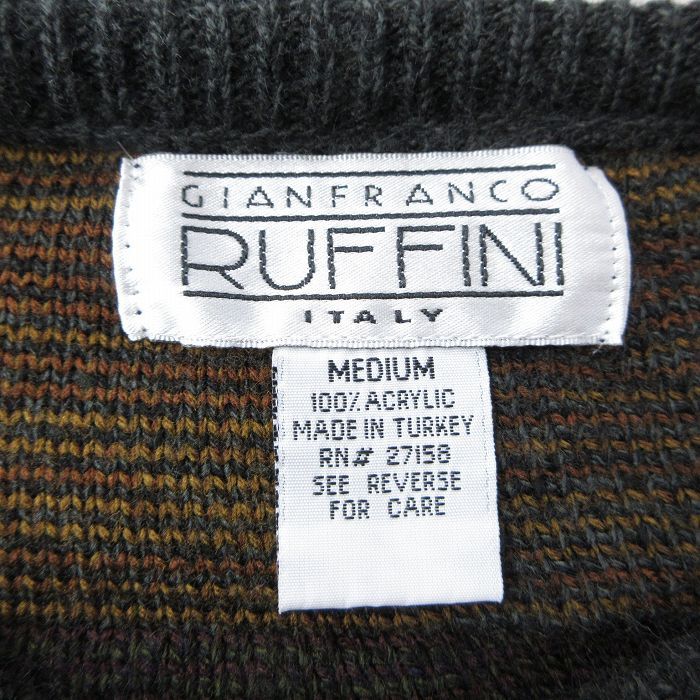 GIANFRANCO
RUFFINI
ITALY
MEDIUM
100% ACRYLIC
MADE IN TURKEY
RN# 27158
SEE REVERSE
FOR CARE